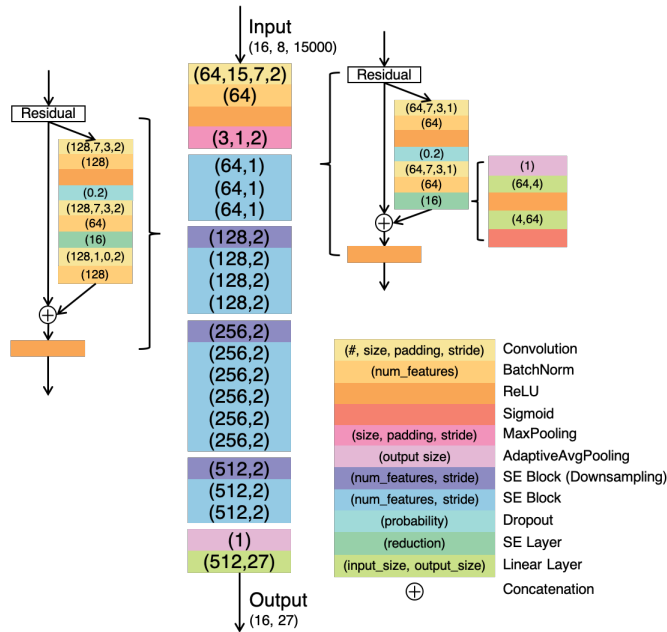 Input
(16, 8, 15000)
(64,15,7,2)
(64)
(3,1,2)
(64,1)
(64,1)
(64,1)
(128,2)
(128,2)
(128,2)
(128,2)
(256,2)
(256,2)
(256,2)
(256,2)
(256,2)
(256,2)
(512,2)
(512,2)
(512,2)
(1)
(512,27)
Output
(16, 27)
Residual
(128,7,3,2)
(128)
(0.2)
(128,7,3,2)
(64)
(16)
(128,1,0,2)
(128)
Residual
(64,7,3,1)
(64)
(0.2)
(64,7,3,1)
(64)
(16)
(1)
(64,4)
(4,64)
(#, size, padding, stride) Convolution
(num_features) BatchNorm
ReLU
Sigmoid
(size, padding, stride) MaxPooling
(output size) AdaptiveAvgPooling
(num_features, stride) SE Block (Downsampling)
(num_features, stride) SE Block
(probability) Dropout
(reduction) SE Layer
(input_size, output_size) Linear Layer
Concatenation